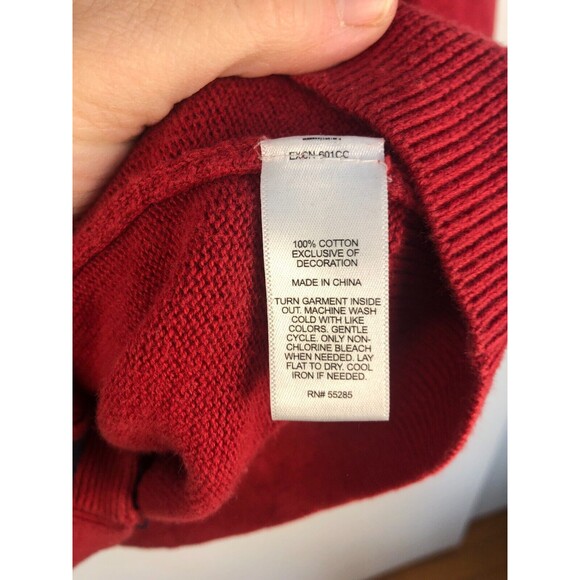 100% COTTON
EXCLUSIVE OF
DECORATION
MADE IN CHINA
TURN GARMENT INSIDE
OUT. MACHINE WASH
COLD WITH LIKE
COLORS. GENTLE
CYCLE. ONLY NON-
CHLORINE BLEACH
WHEN NEEDED. LAY
FLAT TO DRY. COOL
IRON IF NEEDED.
RN# 55285